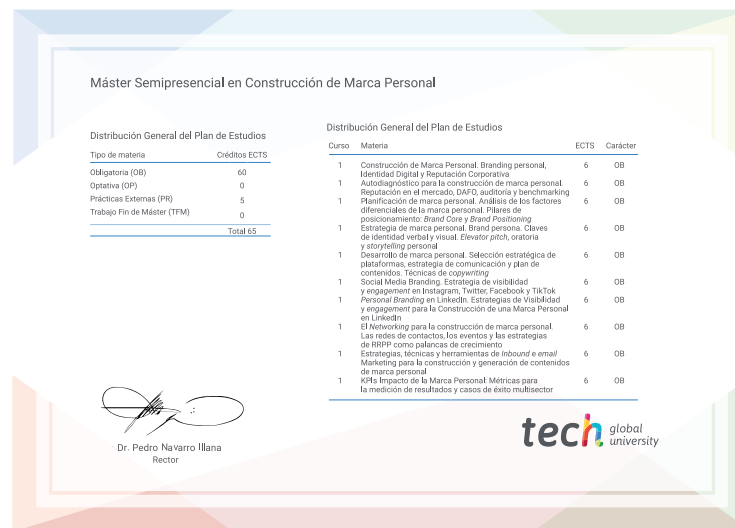 Máster Semipresencial en Construcción de Marca Personal
Distribución General del Plan de Estudios
Tipo de materia Créditos ECTS
Obligatoria (OB) 60
Optativa (OP) 0
Prácticas Externas (PR) 5
Trabajo Fin de Máster (TFM) 0
Total 65
Distribución General del Plan de Estudios
Curso Materia ECTS Carácter
1 Construcción de Marca Personal. Branding personal, 6 OB
Identidad Digital y Reputación Corporativa
1 Autodiagnóstico para la construcción de marca personal. 6 OB
Reputación en el mercado, DAFO, auditoría y benchmarking
1 Planificación de marca personal. Análisis de los factores 6 OB
diferenciales de la marca personal. Pilares de
posicionamiento: Brand Core y Brand Positioning
1 Estrategia de marca personal. Brand persona. Claves 6 OB
de identidad verbal y visual. Elevator pitch, oratoria
y storytelling personal
1 Desarrollo de marca personal. Selección estratégica de 6 OB
plataformas, estrategia de comunicación y plan de
contenidos. Técnicas de copywriting
1 Social Media Branding. Estrategia de visibilidad 6 OB
y engagement en Instagram, Twitter, Facebook y TikTok
1 Personal Branding en LinkedIn. Estrategias de Visibilidad 6 OB
y engagement para la Construcción de una Marca Personal
en LinkedIn
1 El Networking para la construcción de marca personal. 6 OB
Las redes de contactos, los eventos y las estrategias
de RRPP como palancas de crecimiento
1 Estrategias, técnicas y herramientas de Inbound e email 6 OB
Marketing para la construcción y generación de contenidos
de marca personal
1 KPIs Impacto de la Marca Personal: Métricas para 6 OB
la medición de resultados y casos de éxito multisector
Dr. Pedro Navarro Illana
Rector
tech global
university